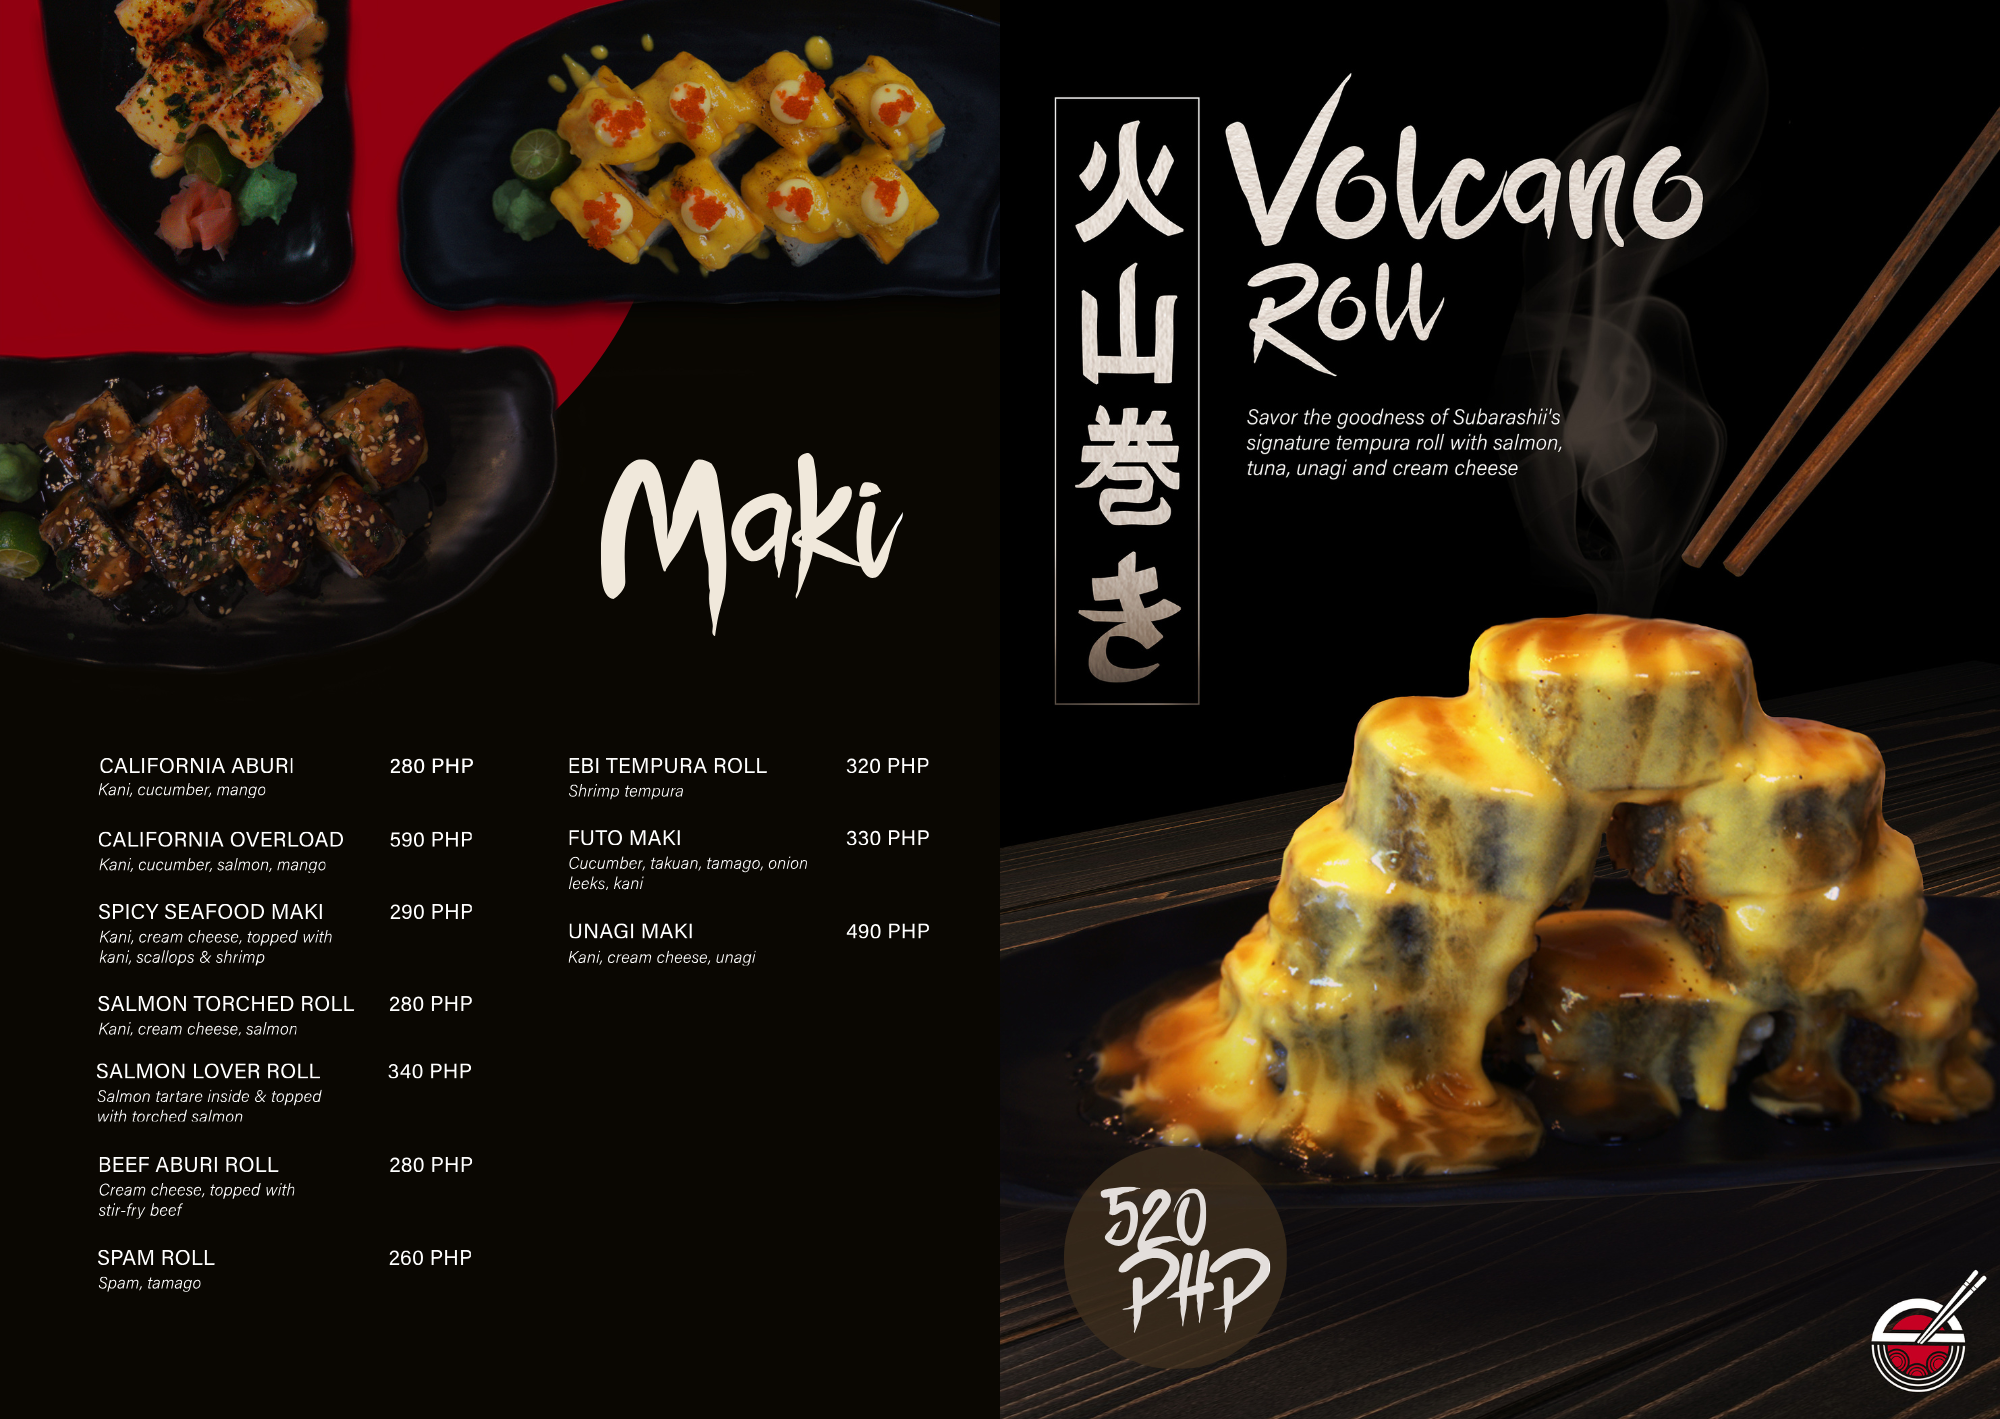 Maki
CALIFORNIA ABURI 280 PHP
Kani, cucumber, mango
CALIFORNIA OVERLOAD 590 PHP
Kani, cucumber, salmon, mango
SPICY SEAFOOD MAKI 290 PHP
Kani, cream cheese, topped with
kani, scallops & shrimp
SALMON TORCHED ROLL 280 PHP
Kani, cream cheese, salmon
SALMON LOVER ROLL 340 PHP
Salmon tartare inside & topped
with torched salmon
BEEF ABURI ROLL 280 PHP
Cream cheese, topped with
stir-fry beef
SPAM ROLL 260 PHP
Spam, tamago
EBI TEMPURA ROLL 320 PHP
Shrimp tempura
FUTO MAKI 330 PHP
Cucumber, takuan, tamago, onion
leeks, kani
UNAGI MAKI 490 PHP
Kani, cream cheese, unagi
火山巻き
Volcano
Roll
Savor the goodness of Subarashii's
signature tempura roll with salmon,
tuna, unagi and cream cheese
520
PHP